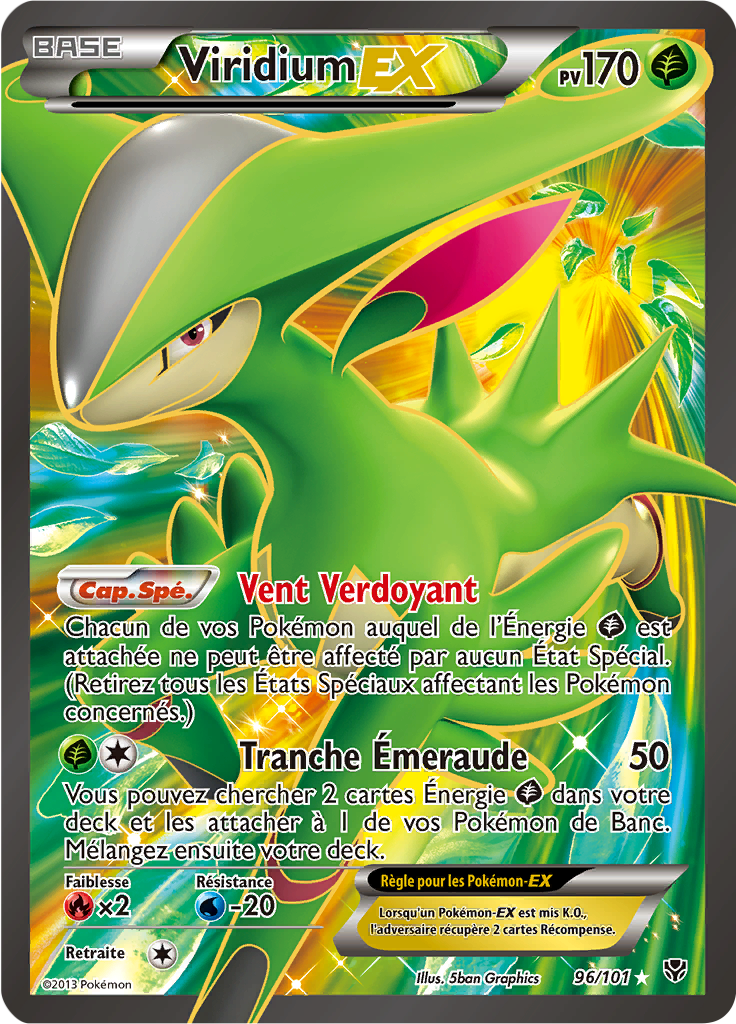 BASE
Viridium EX
PV 170
Cap. Spé. Vent Verdoyant
Chacun de vos Pokémon auquel de l'Énergie est
attachée ne peut être affecté par aucun État Spécial.
(Retirez tous les États Spéciaux affectant les Pokémon
concernés.)
Tranche Émeraude 50
Vous pouvez chercher 2 cartes Énergie dans votre
deck et les attacher à 1 de vos Pokémon de Banc.
Mélangez ensuite votre deck.
Faiblesse Résistance
×2 -20
Retraite
Règle pour les Pokémon-EX
Lorsqu'un Pokémon-EX est mis K.O.,
l'adversaire récupère 2 cartes Récompense.
©2013 Pokémon
Illus. 5ban Graphics
96/101